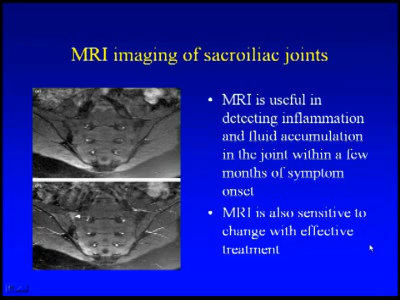 MRI imaging of sacroiliac joints
• MRI is useful in
detecting inflammation
and fluid accumulation
in the joint within a few
months of symptom
onset
• MRI is also sensitive to
change with effective
treatment